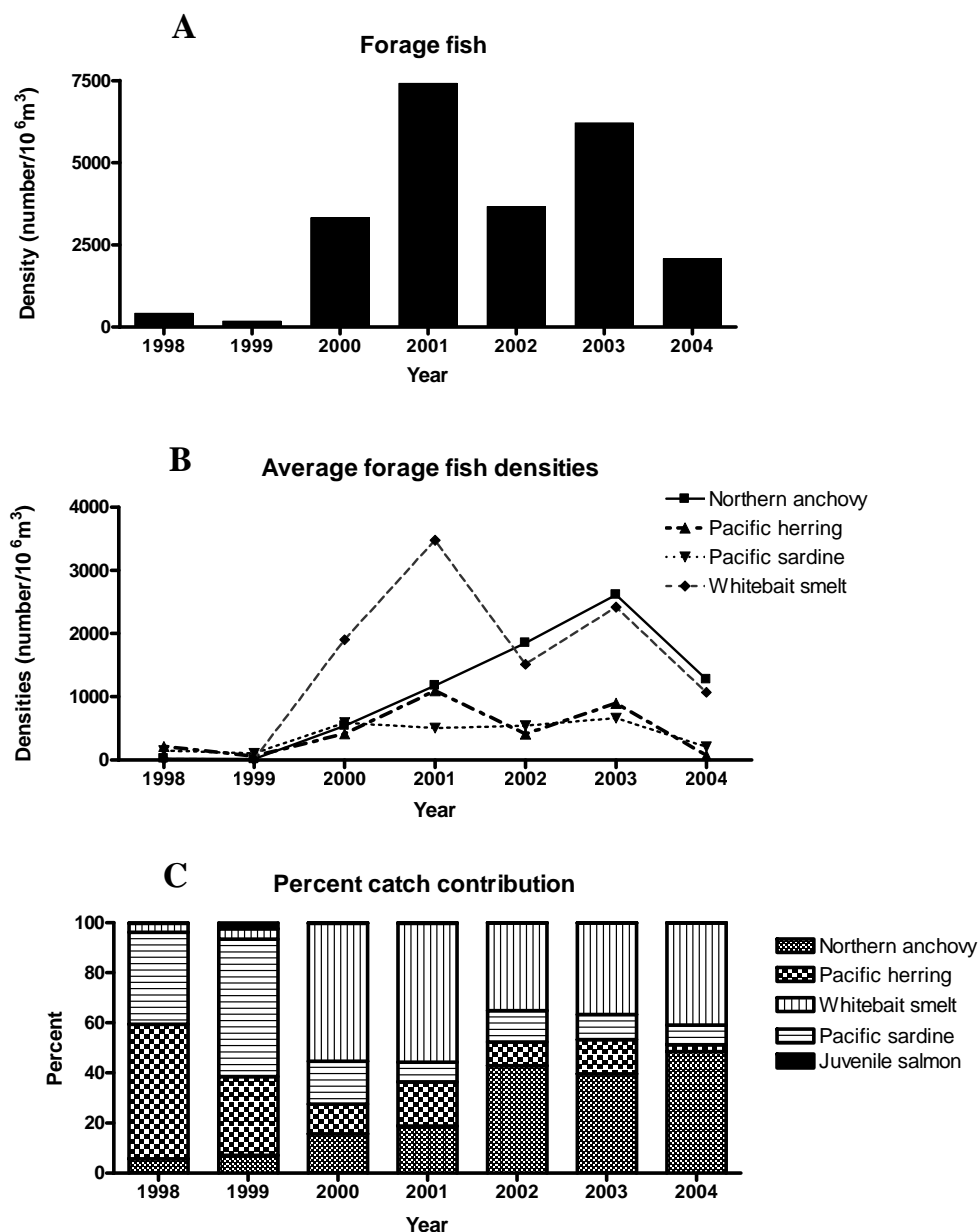 A
Forage fish
Density (number/10⁶m³)
7500
5000
2500
0
1998 1999 2000 2001 2002 2003 2004
Year
B
Average forage fish densities
Densities (number/10⁶m³)
4000
3000
2000
1000
0
1998 1999 2000 2001 2002 2003 2004
Year
Northern anchovy
Pacific herring
Pacific sardine
Whitebait smelt
C
Percent catch contribution
Percent
100
80
60
40
20
0
1998 1999 2000 2001 2002 2003 2004
Year
Northern anchovy
Pacific herring
Whitebait smelt
Pacific sardine
Juvenile salmon